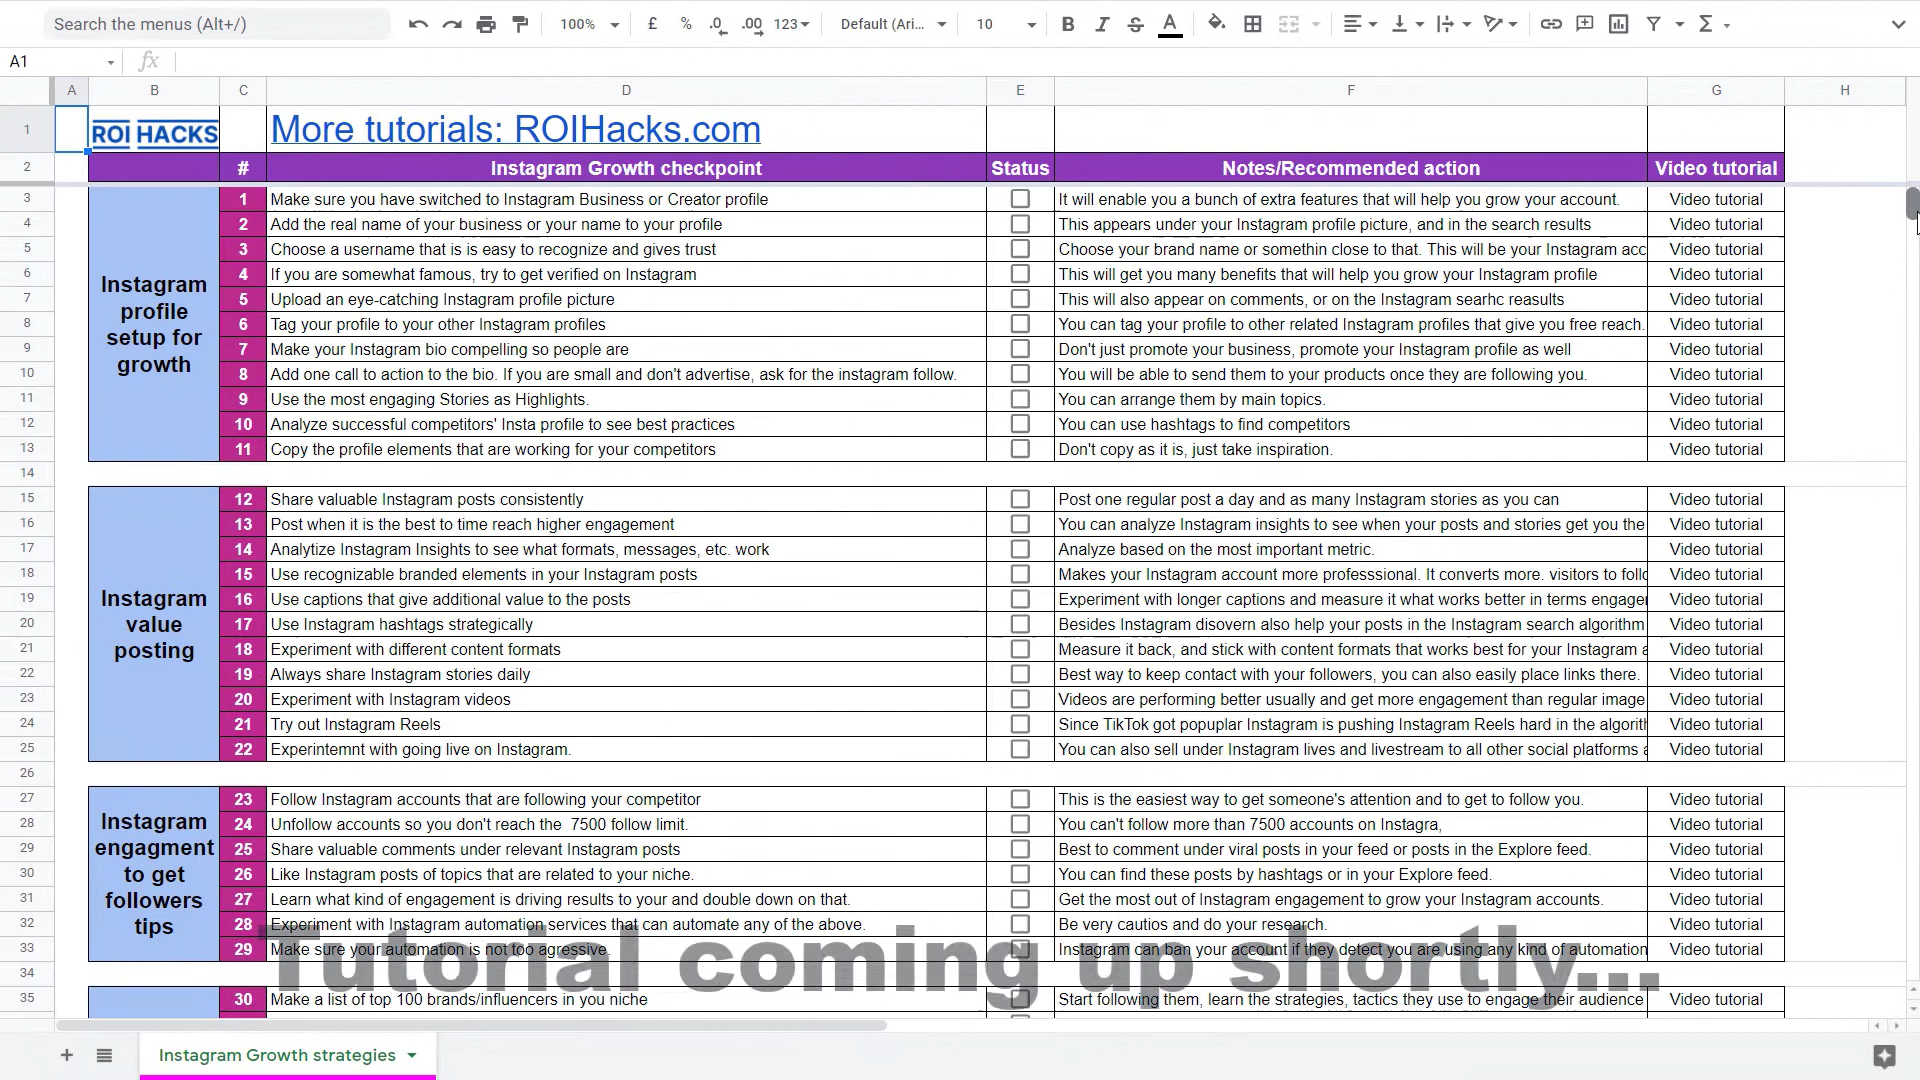 Search the menus (Alt+/)
100%
£
%
.0
.00
123
Default (Ari...
10
B
I
S
A
A1
fx
A B C D E F G H
1 ROI HACKS More tutorials: ROIHacks.com
2 # Instagram Growth checkpoint Status Notes/Recommended action Video tutorial
Instagram profile setup for growth
3 1 Make sure you have switched to Instagram Business or Creator profile It will enable you a bunch of extra features that will help you grow your account. Video tutorial
4 2 Add the real name of your business or your name to your profile This appears under your Instagram profile picture, and in the search results Video tutorial
5 3 Choose a username that is is easy to recognize and gives trust Choose your brand name or somethin close to that. This will be your Instagram acc Video tutorial
6 4 If you are somewhat famous, try to get verified on Instagram This will get you many benefits that will help you grow your Instagram profile Video tutorial
7 5 Upload an eye-catching Instagram profile picture This will also appear on comments, or on the Instagram searhc reasults Video tutorial
8 6 Tag your profile to your other Instagram profiles You can tag your profile to other related Instagram profiles that give you free reach. Video tutorial
9 7 Make your Instagram bio compelling so people are Don't just promote your business, promote your Instagram profile as well Video tutorial
10 8 Add one call to action to the bio. If you are small and don't advertise, ask for the instagram follow. You will be able to send them to your products once they are following you. Video tutorial
11 9 Use the most engaging Stories as Highlights. You can arrange them by main topics. Video tutorial
12 10 Analyze successful competitors' Insta profile to see best practices You can use hashtags to find competitors Video tutorial
13 11 Copy the profile elements that are working for your competitors Don't copy as it is, just take inspiration. Video tutorial
14
Instagram value posting
15 12 Share valuable Instagram posts consistently Post one regular post a day and as many Instagram stories as you can Video tutorial
16 13 Post when it is the best to time reach higher engagement You can analyze Instagram insights to see when your posts and stories get you the Video tutorial
17 14 Analytize Instagram Insights to see what formats, messages, etc. work Analyze based on the most important metric. Video tutorial
18 15 Use recognizable branded elements in your Instagram posts Makes your Instagram account more professsional. It converts more. visitors to follo Video tutorial
19 16 Use captions that give additional value to the posts Experiment with longer captions and measure it what works better in terms engager Video tutorial
20 17 Use Instagram hashtags strategically Besides Instagram disovern also help your posts in the Instagram search algorithm Video tutorial
21 18 Experiment with different content formats Measure it back, and stick with content formats that works best for your Instagram a Video tutorial
22 19 Always share Instagram stories daily Best way to keep contact with your followers, you can also easily place links there. Video tutorial
23 20 Experiment with Instagram videos Videos are performing better usually and get more engagement than regular image Video tutorial
24 21 Try out Instagram Reels Since TikTok got popuplar Instagram is pushing Instagram Reels hard in the algorith Video tutorial
25 22 Experintemnt with going live on Instagram. You can also sell under Instagram lives and livestream to all other social platforms a Video tutorial
26
Instagram engagment to get followers tips
27 23 Follow Instagram accounts that are following your competitor This is the easiest way to get someone's attention and to get to follow you. Video tutorial
28 24 Unfollow accounts so you don't reach the 7500 follow limit. You can't follow more than 7500 accounts on Instagra, Video tutorial
29 25 Share valuable comments under relevant Instagram posts Best to comment under viral posts in your feed or posts in the Explore feed. Video tutorial
30 26 Like Instagram posts of topics that are related to your niche. You can find these posts by hashtags or in your Explore feed. Video tutorial
31 27 Learn what kind of engagement is driving results to your and double down on that. Get the most out of Instagram engagement to grow your Instagram accounts. Video tutorial
32 28 Experiment with Instagram automation services that can automate any of the above. Be very cautios and do your research. Video tutorial
33 29 Make sure your automation is not too agressive. Instagram can ban your account if they detect you are using any kind of automation Video tutorial
Tutorial coming up shortly...
34
35 30 Make a list of top 100 brands/influencers in you niche Start following them, learn the strategies, tactics they use to engage their audience Video tutorial
Instagram Growth strategies